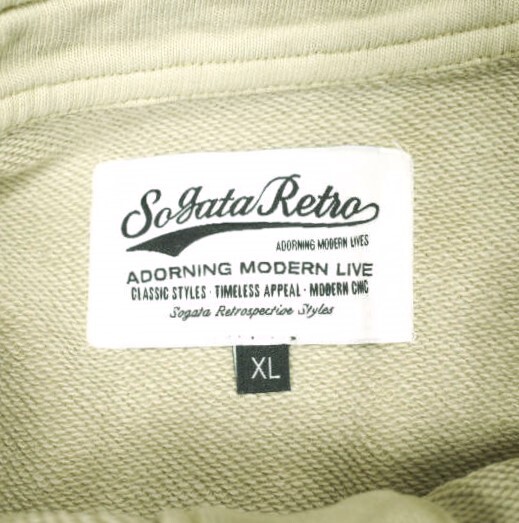 Sogata Retro
ADORNING MODERN LIVES
ADORNING MODERN LIVE
CLASSIC STYLES · TIMELESS APPEAL · MODERN CHIC
Sogata Retrospective Styles
XL